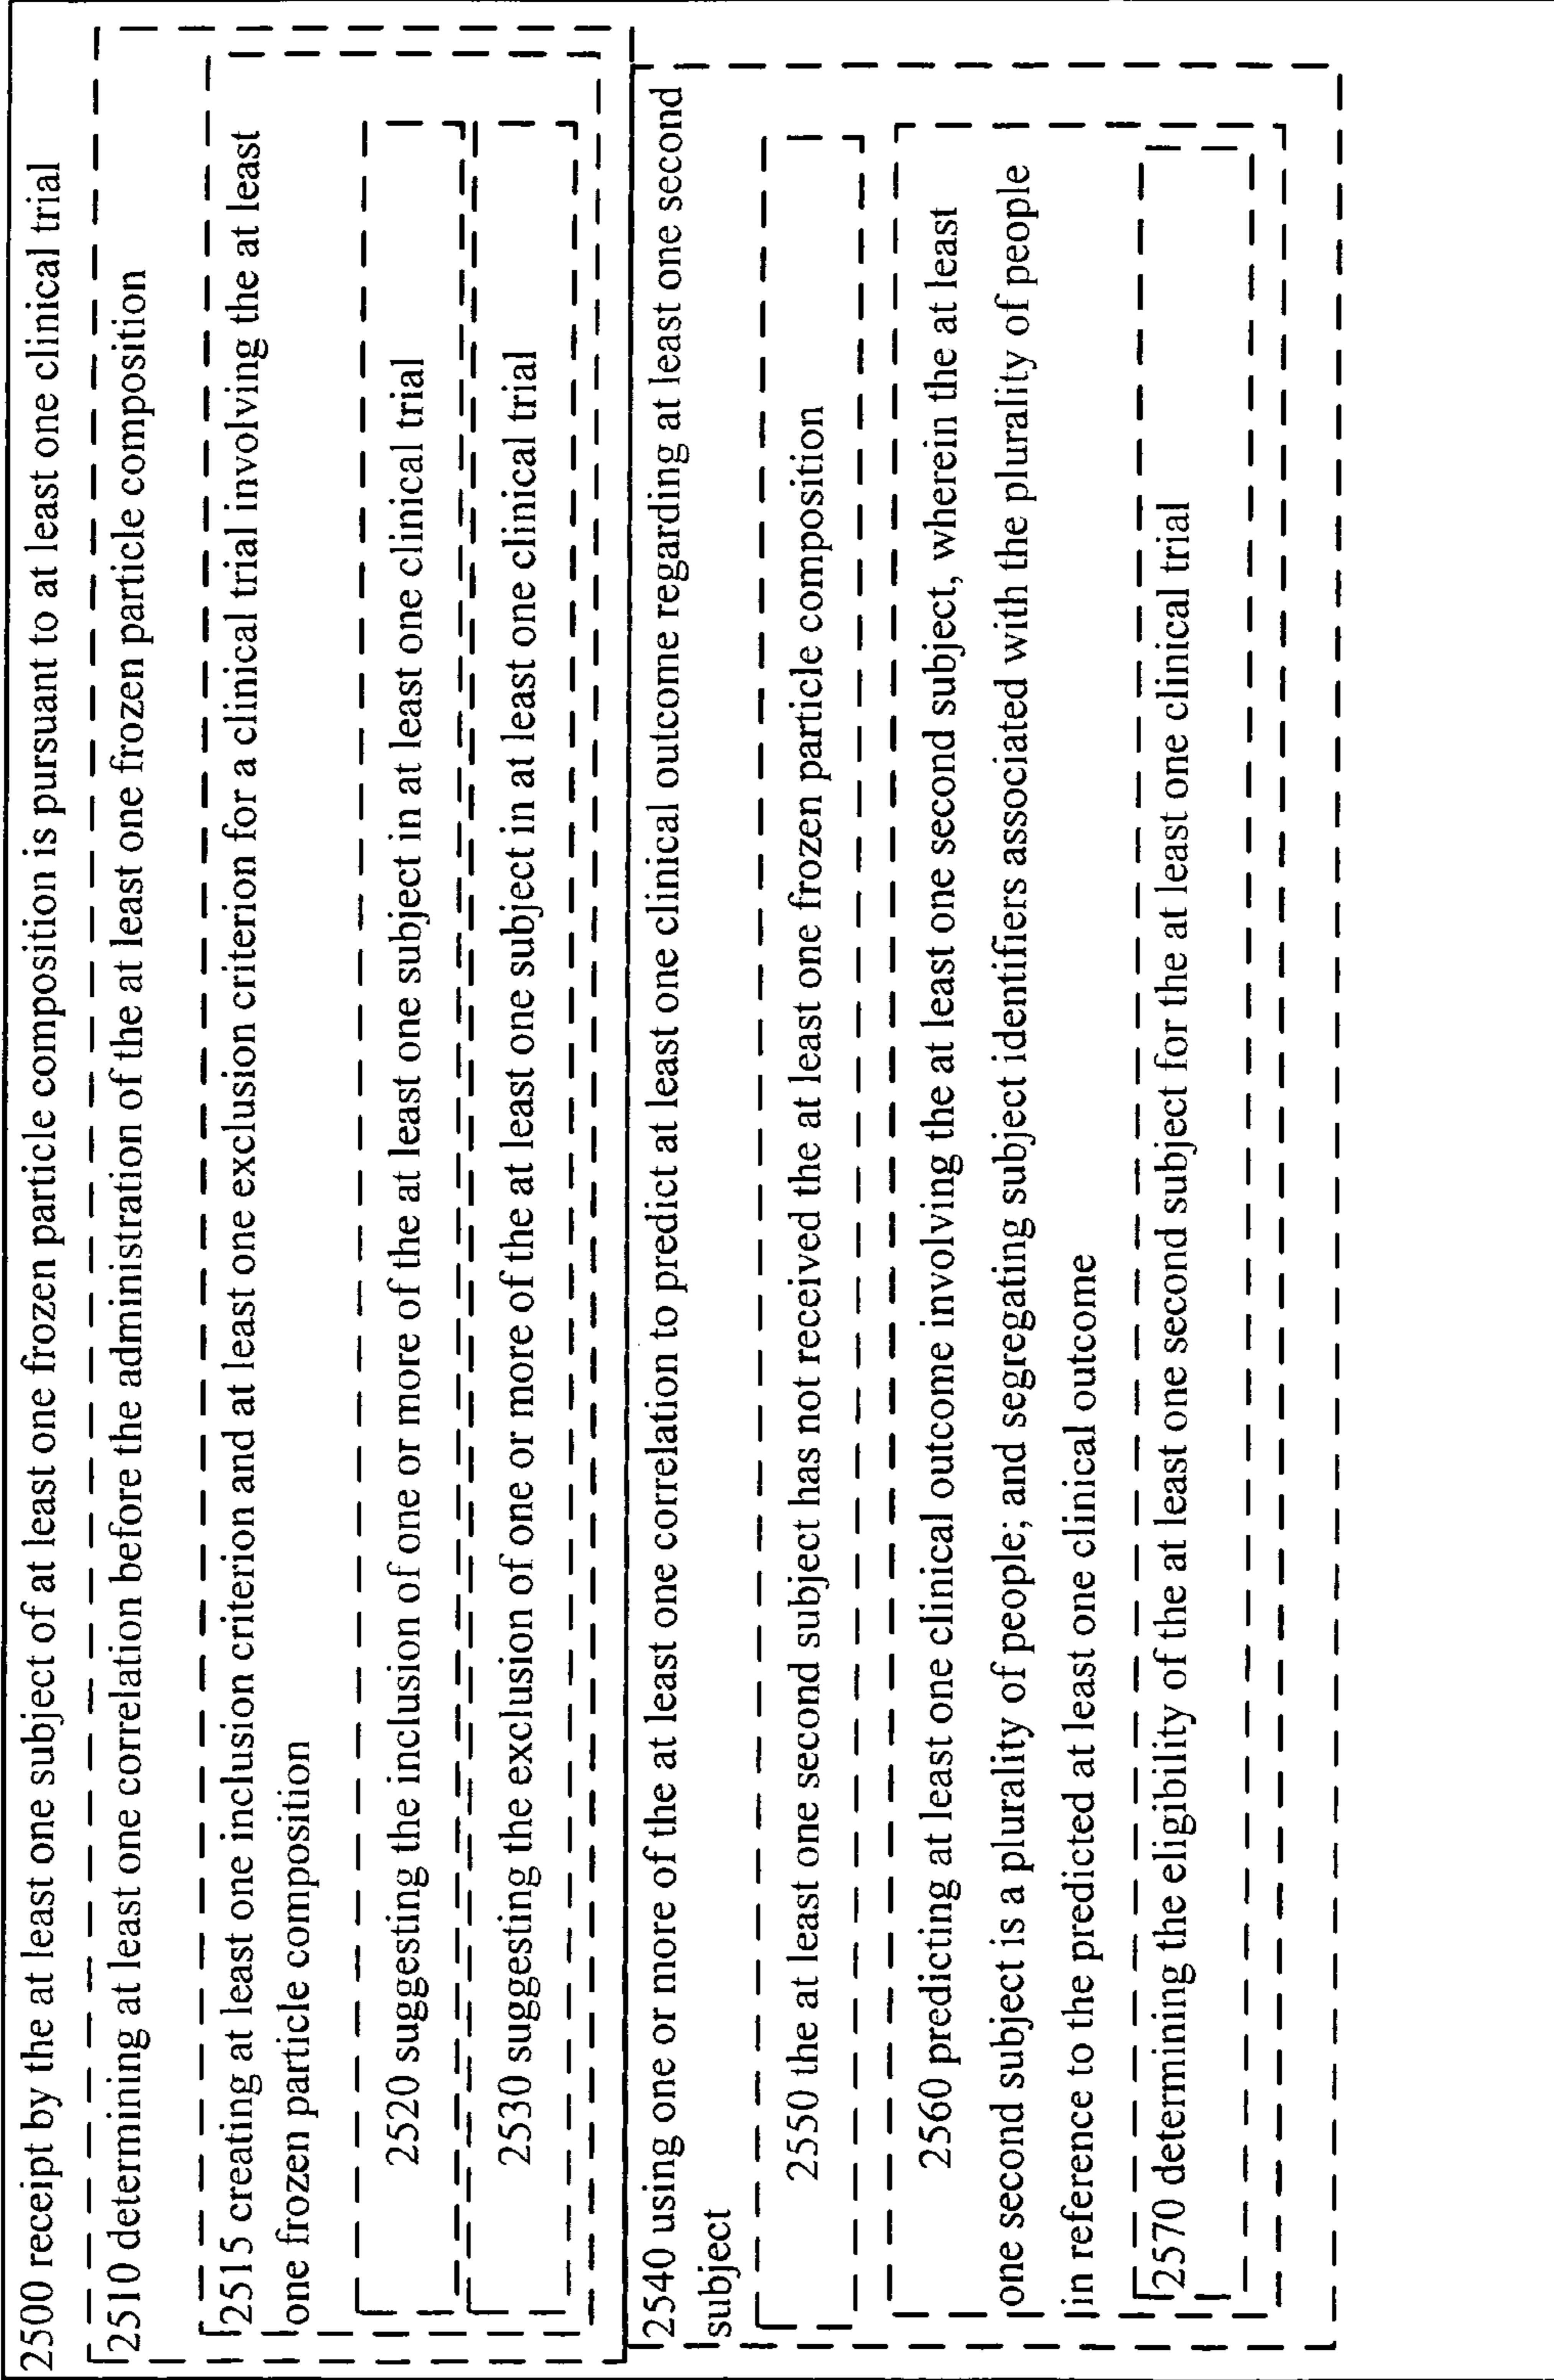 2500 receipt by the at least one subject of at least one frozen particle composition is pursuant to at least one clinical trial
2510 determining at least one correlation before the administration of the at least one frozen particle composition
2515 creating at least one inclusion criterion and at least one exclusion criterion for a clinical trial involving the at least
one frozen particle composition
2520 suggesting the inclusion of one or more of the at least one subject in at least one clinical trial
2530 suggesting the exclusion of one or more of the at least one subject in at least one clinical trial
2540 using one or more of the at least one correlation to predict at least one clinical outcome regarding at least one second
subject
2550 the at least one second subject has not received the at least one frozen particle composition
2560 predicting at least one clinical outcome involving the at least one second subject, wherein the at least
one second subject is a plurality of people; and segregating subject identifiers associated with the plurality of people
in reference to the predicted at least one clinical outcome
2570 determining the eligibility of the at least one second subject for the at least one clinical trial